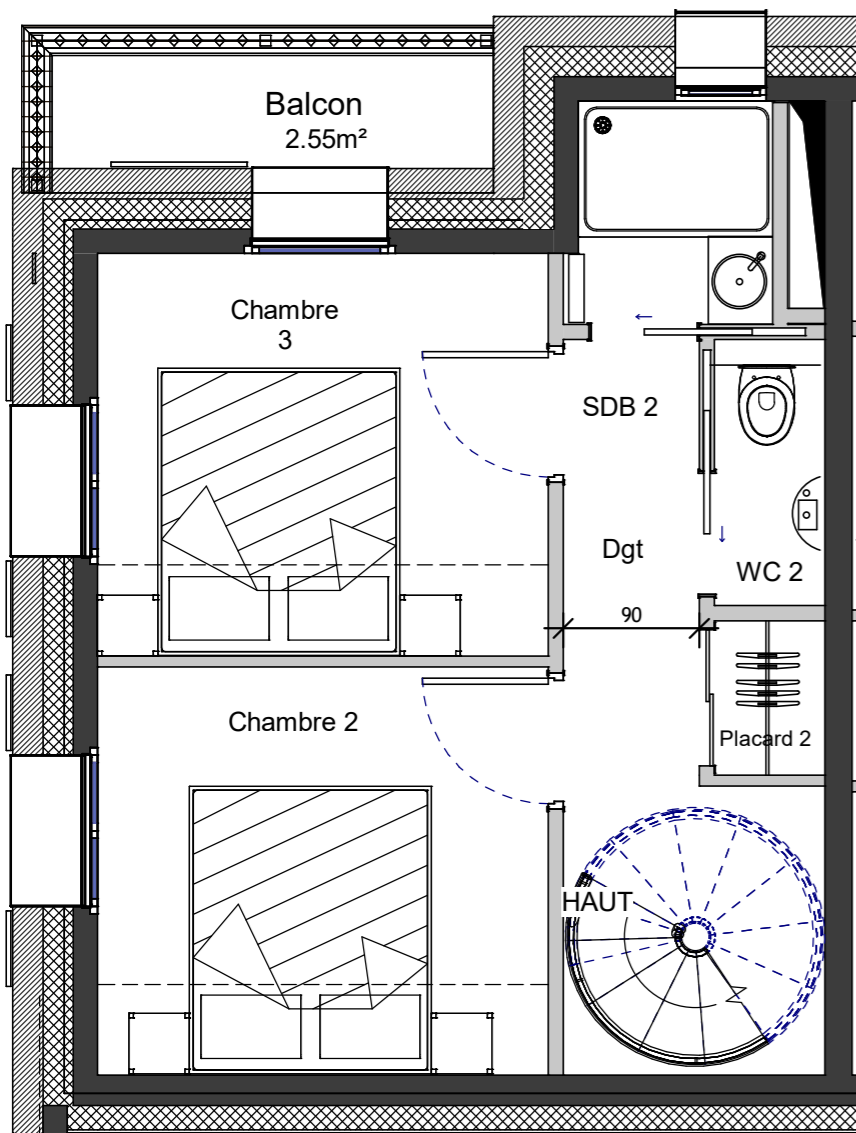 Balcon
2.55m²
Chambre
3
SDB 2
Dgt
WC 2
90
Chambre 2
Placard 2
HAUT